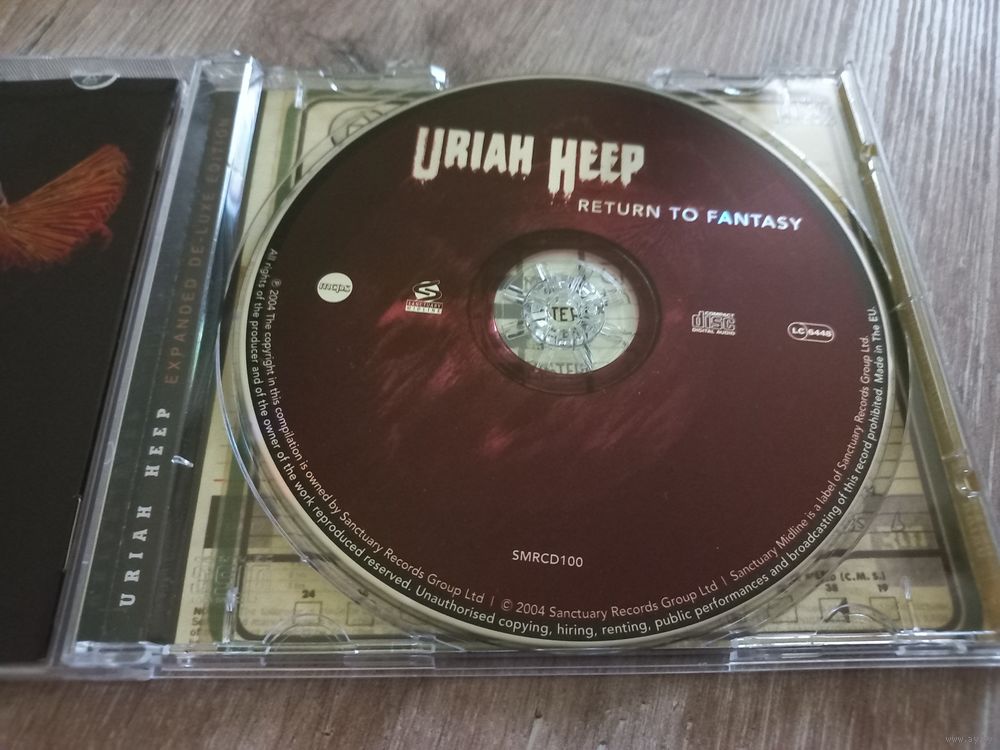 URIAH HEEP
RETURN TO FANTASY
mcps
SANCTUARY
MIDLINE
COMPACT
disc
DIGITAL AUDIO
LC 6448
SMRCD100
℗ 2004 The copyright in this compilation is owned by Sanctuary Records Group Ltd | © 2004 Sanctuary Records Group Ltd | Sanctuary Midline is a label of Sanctuary Records Group Ltd.
All rights of the producer and of the owner of the work reproduced reserved. Unauthorised copying, hiring, renting, public performances and broadcasting of this record prohibited. Made in The EU.
URIAH HEEP
EXPANDED DE-LUXE EDITION
(C.M.S.)
24
38
19